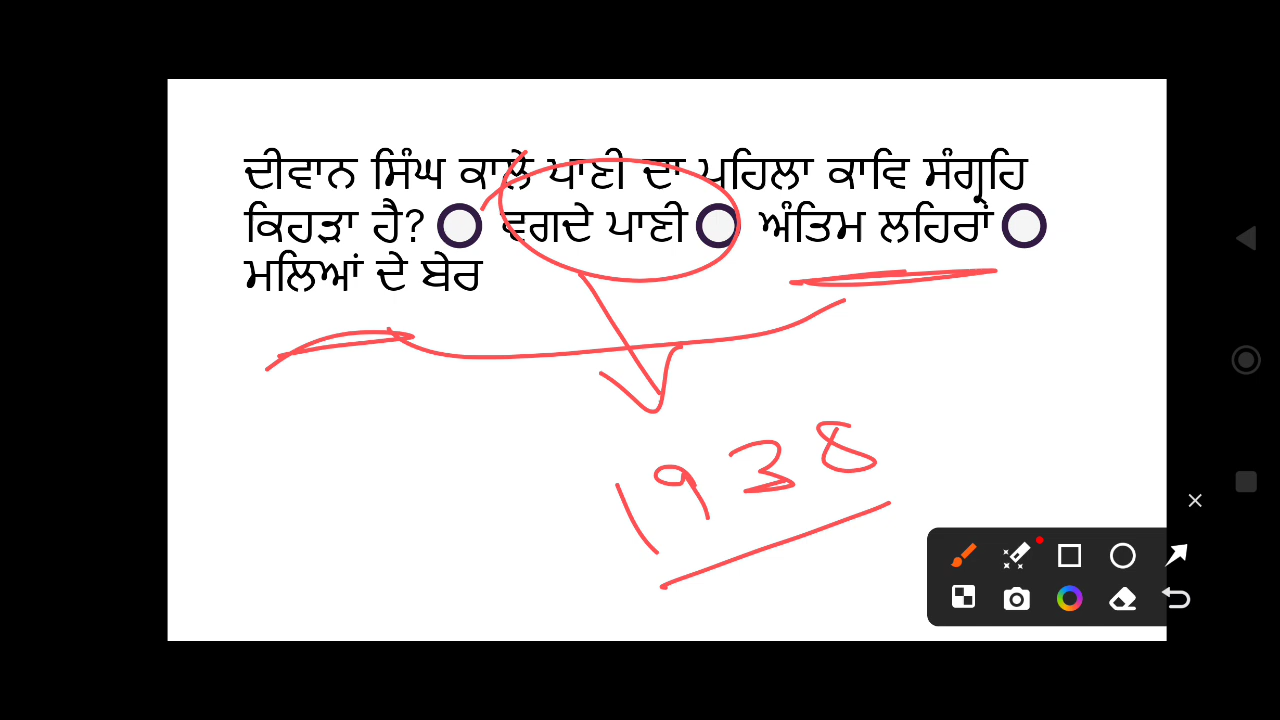 ਦੀਵਾਨ ਸਿੰਘ ਕਾਲੇ ਪਾਣੀ ਦਾ ਪਹਿਲਾ ਕਾਵਿ ਸੰਗ੍ਰਹਿ
ਕਿਹੜਾ ਹੈ? ਵਗਦੇ ਪਾਣੀ ਅੰਤਿਮ ਲਹਿਰਾਂ
ਮਲਿਆਂ ਦੇ ਬੇਰ
1938